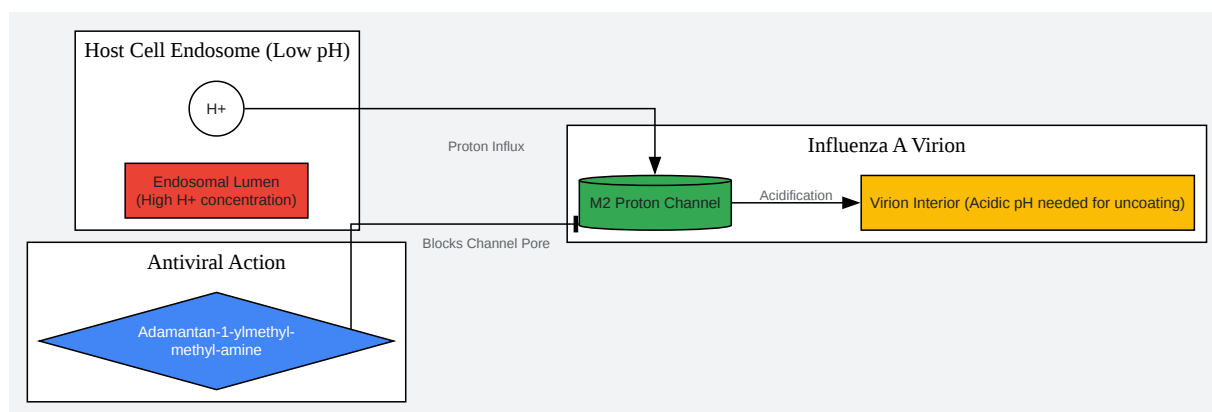 Host Cell Endosome (Low pH)
H+
Endosomal Lumen
(High H+ concentration)
Proton Influx
Influenza A Virion
M2 Proton Channel
Acidification
Virion Interior (Acidic pH needed for uncoating)
Blocks Channel Pore
Antiviral Action
Adamantan-1-ylmethyl-
methyl-amine